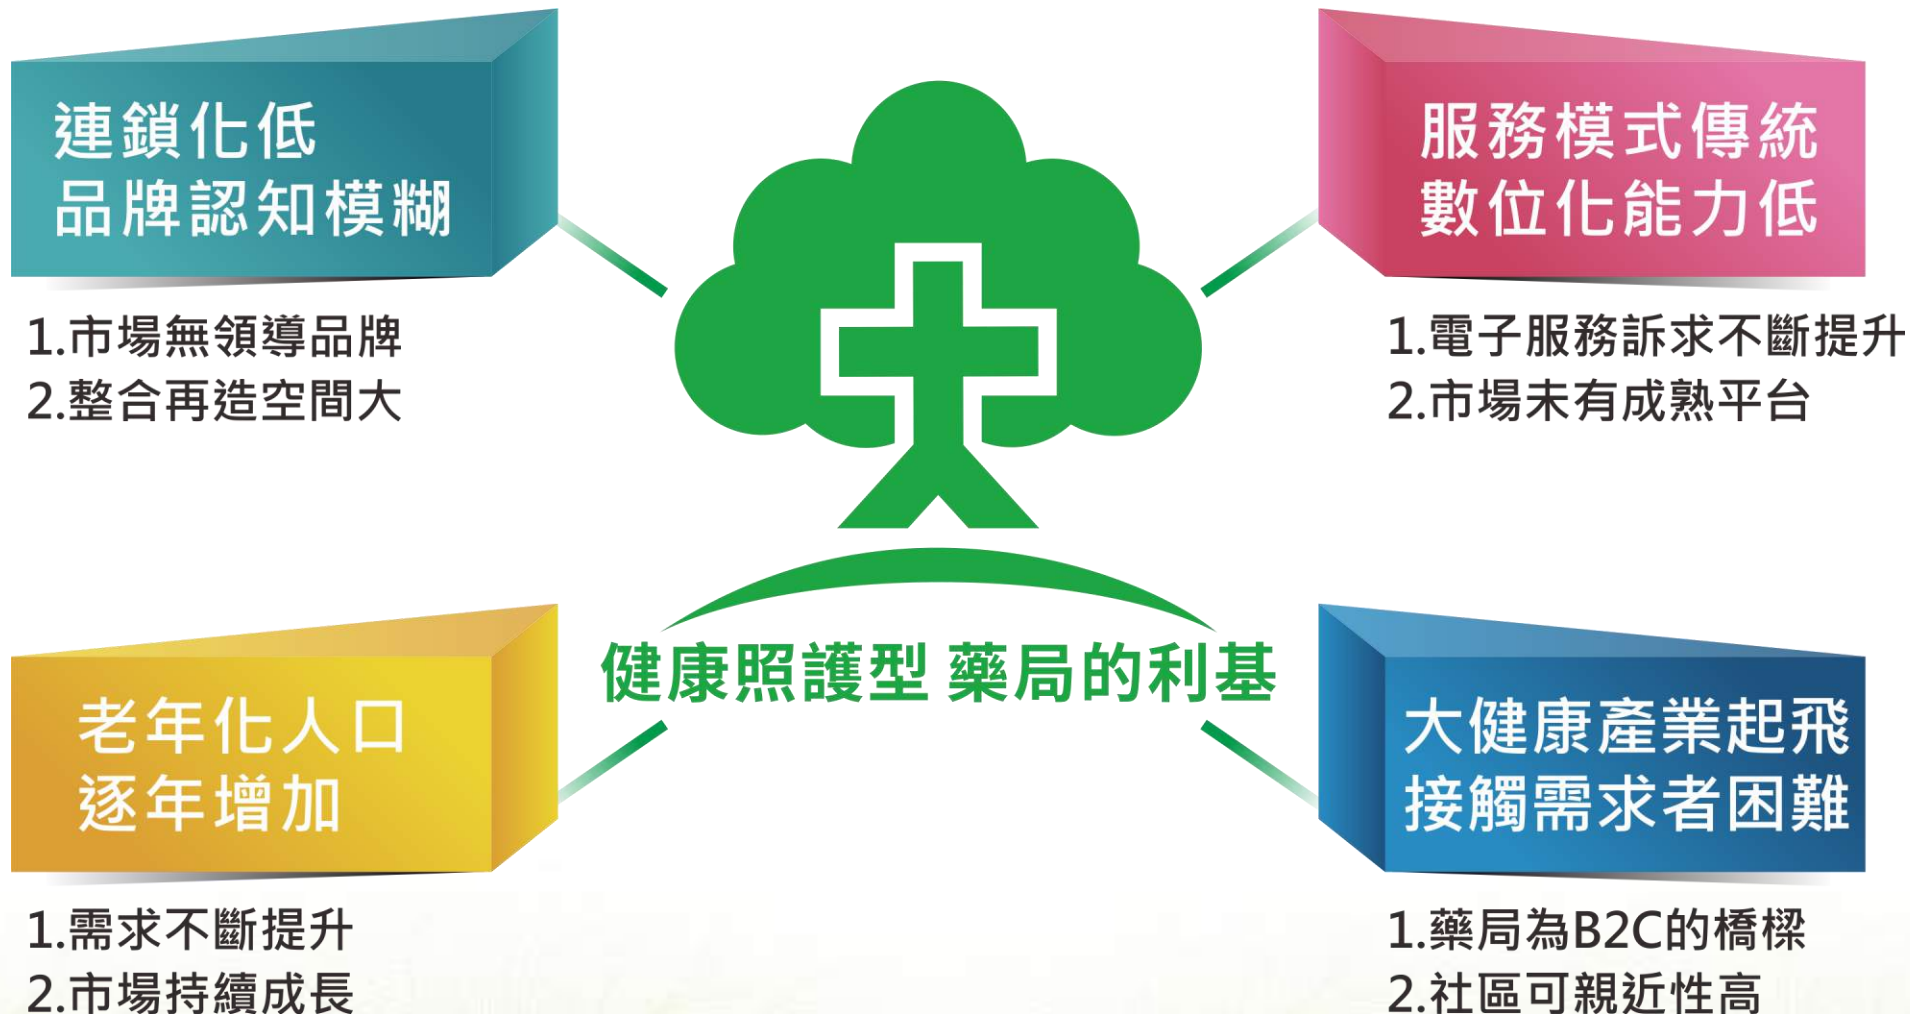 連鎖化低
品牌認知模糊
1.市場無領導品牌
2.整合再造空間大
服務模式傳統
數位化能力低
1.電子服務訴求不斷提升
2.市場未有成熟平台
健康照護型 藥局的利基
老年化人口
逐年增加
1.需求不斷提升
2.市場持續成長
大健康產業起飛
接觸需求者困難
1.藥局為B2C的橋樑
2.社區可親近性高